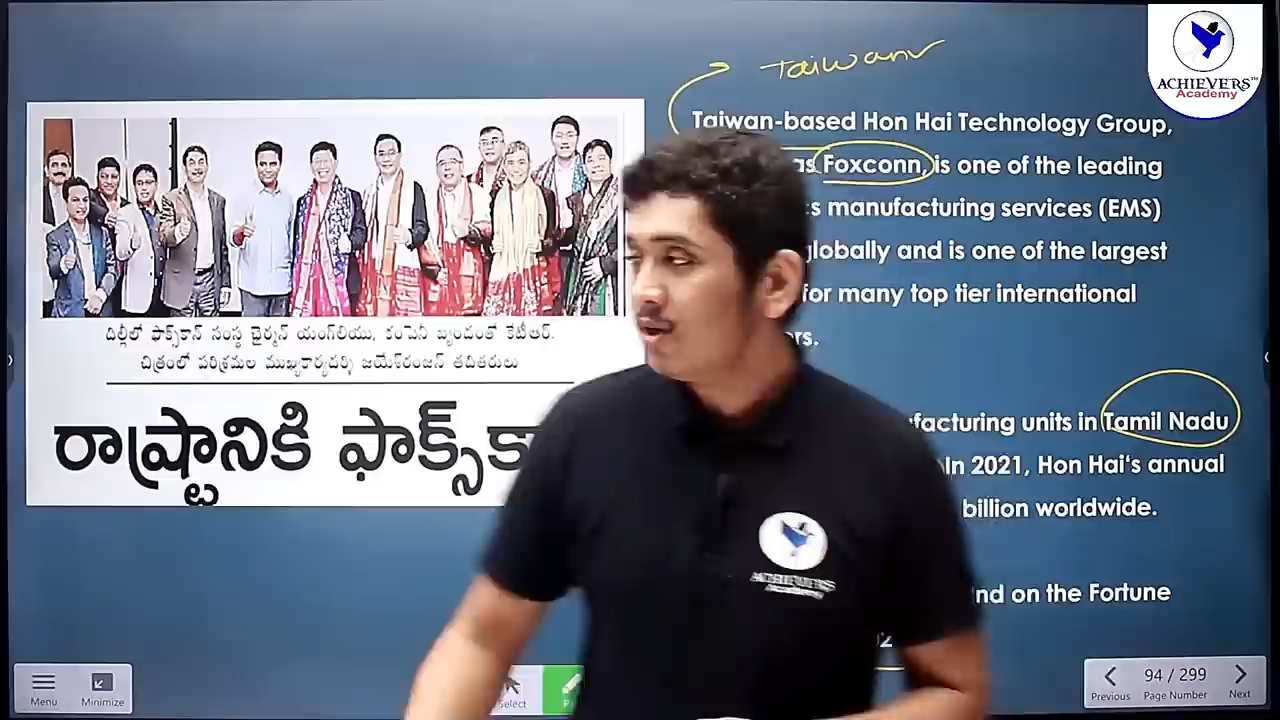 Taiwan
ACHIEVERS™
Academy
Taiwan-based Hon Hai Technology Group,
as Foxconn, is one of the leading
s manufacturing services (EMS)
globally and is one of the largest
for many top tier international
rs.
దిల్లీలో ఫాక్స్‌కాన్ సంస్థ ఛైర్మన్ యంగ్‌లియు, కంపెనీ బృందంతో కేటీఆర్.
చిత్రంలో పరిశ్రమల ముఖ్యకార్యదర్శి జయేశ్‌రంజన్ తదితరులు
రాష్ట్రానికి ఫాక్స్‌కా
facturing units in Tamil Nadu
In 2021, Hon Hai's annual
billion worldwide.
ACHIEVERS
Academy
nd on the Fortune
Menu
Minimize
Select
Previous
94 / 299
Page Number
Next